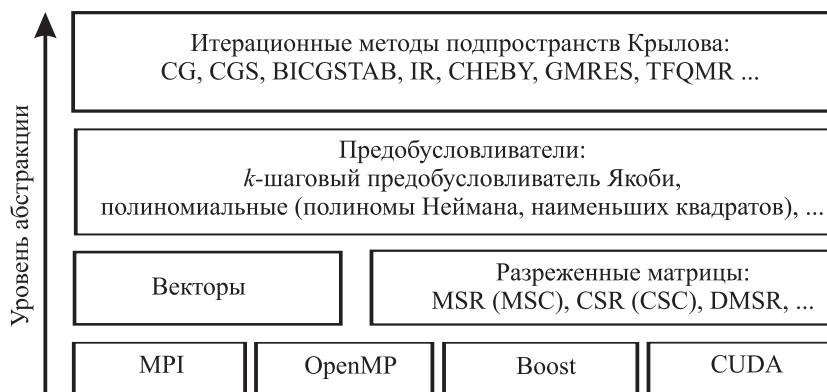 Уровень абстракции
Итерационные методы подпространств Крылова:
CG, CGS, BICGSTAB, IR, CHEBY, GMRES, TFQMR ...
Предобусловливатели:
k-шаговый предобусловливатель Якоби,
полиномиальные (полиномы Неймана, наименьших квадратов), ...
Векторы
Разреженные матрицы:
MSR (MSC), CSR (CSC), DMSR, ...
MPI
OpenMP
Boost
CUDA